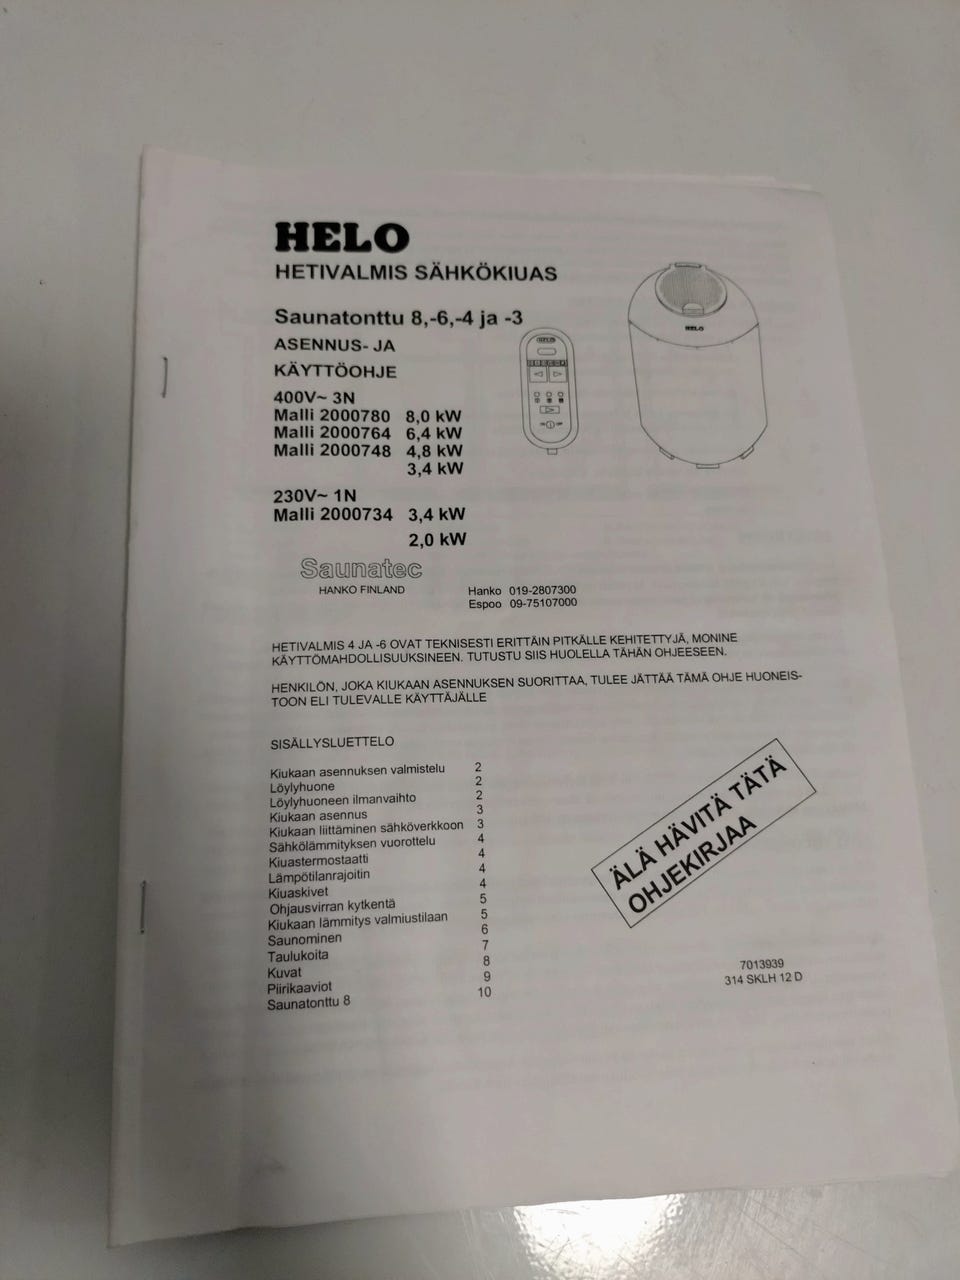 HELO
HETIVALMIS SÄHKÖKIUAS
Saunatonttu 8,-6,-4 ja -3
ASENNUS- JA
KÄYTTÖOHJE
400V~ 3N
Malli 2000780 8,0 kW
Malli 2000764 6,4 kW
Malli 2000748 4,8 kW
3,4 kW
230V~ 1N
Malli 2000734 3,4 kW
2,0 kW
HELO
HELO
Saunatec
HANKO FINLAND
Hanko 019-2807300
Espoo 09-75107000
HETIVALMIS 4 JA -6 OVAT TEKNISESTI ERITTÄIN PITKÄLLE KEHITETTYJÄ, MONINE
KÄYTTÖMAHDOLLISUUKSINEEN. TUTUSTU SIIS HUOLELLA TÄHÄN OHJEESEEN.
HENKILÖN, JOKA KIUKAAN ASENNUKSEN SUORITTAA, TULEE JÄTTÄÄ TÄMÄ OHJE HUONEIS-
TOON ELI TULEVALLE KÄYTTÄJÄLLE
SISÄLLYSLUETTELO
Kiukaan asennuksen valmistelu 2
Löylyhuone 2
Löylyhuoneen ilmanvaihto 2
Kiukaan asennus 3
Kiukaan liittäminen sähköverkkoon 3
Sähkölämmityksen vuorottelu 4
Kiuastermostaatti 4
Lämpötilanrajoitin 4
Kiuaskivet 4
Ohjausvirran kytkentä 5
Kiukaan lämmitys valmiustilaan 5
Saunominen 6
Taulukoita 7
Kuvat 8
Piirikaaviot 9
Saunatonttu 8 10
ÄLÄ HÄVITÄ TÄTÄ
OHJEKIRJAA
7013939
314 SKLH 12 D